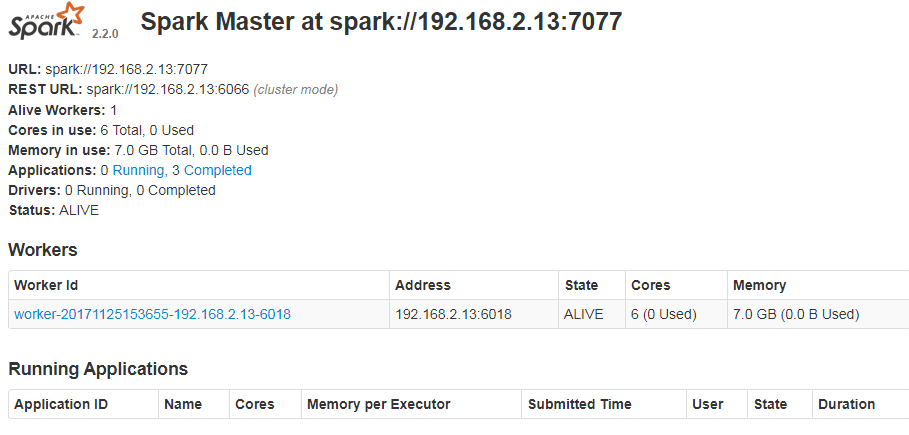 APACHE
Spark 2.2.0 Spark Master at spark://192.168.2.13:7077
URL: spark://192.168.2.13:7077
REST URL: spark://192.168.2.13:6066 (cluster mode)
Alive Workers: 1
Cores in use: 6 Total, 0 Used
Memory in use: 7.0 GB Total, 0.0 B Used
Applications: 0 Running, 3 Completed
Drivers: 0 Running, 0 Completed
Status: ALIVE
Workers
Worker Id Address State Cores Memory
worker-20171125153655-192.168.2.13-6018 192.168.2.13:6018 ALIVE 6 (0 Used) 7.0 GB (0.0 B Used)
Running Applications
Application ID Name Cores Memory per Executor Submitted Time User State Duration